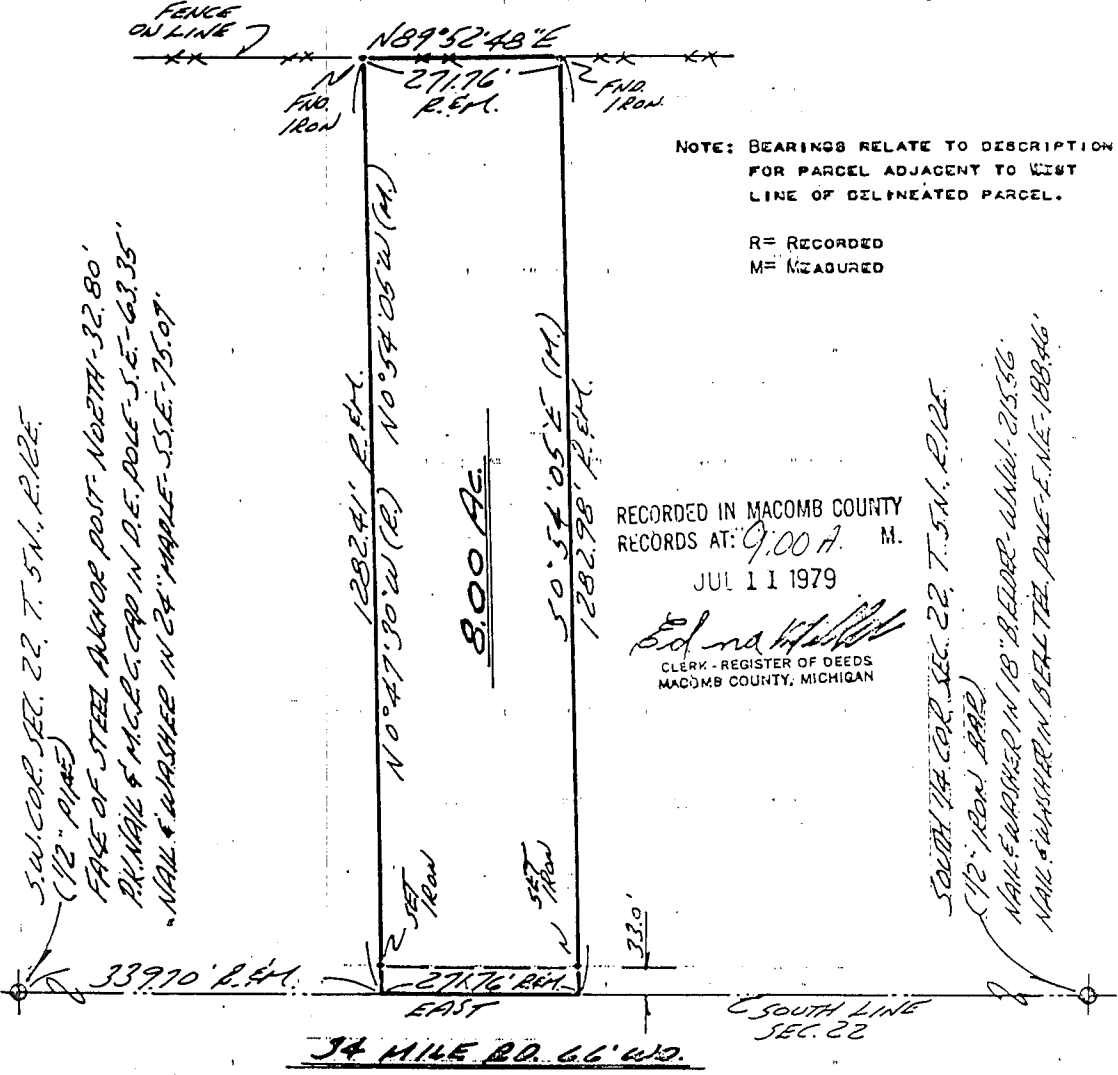 FENCE
ON LINE
N89°52'48"E
271.76'
R.&M.
FND.
IRON
FND.
IRON.
NOTE: BEARINGS RELATE TO DESCRIPTION
FOR PARCEL ADJACENT TO WEST
LINE OF DELINEATED PARCEL.
R= RECORDED
M= MEASURED
S.W. COR. SEC. 22, T. 5 N., R. 12 E.
(1/2" PIPE)
FACE OF STEEL ANCHOR POST - NORTH - 32.80'
P.K. NAIL & M.C.R.C. CAP IN D.E. POLE - S.E. - 63.35'
NAIL & WASHER IN 24" MAPLE - S.S.E. - 75.09'
1282.41' R.&M.
N0°47'30"W (R.) N0°54'05"W (M.)
8.00 Ac.
S0°54'05"E (M.)
1282.98' R.&M.
RECORDED IN MACOMB COUNTY
RECORDS AT: 9:00 A. M.
JUL 11 1979
Edna
CLERK - REGISTER OF DEEDS
MACOMB COUNTY, MICHIGAN
SOUTH 1/4 COR. SEC. 22, T. 5 N., R. 12 E.
(1/2" IRON BAR)
NAIL & WASHER IN 18" - W.N.W. - 215.56'
NAIL & WASHER IN BELL TEL. POLE - E.N.E. - 188.46'
SET
IRON
SET
IRON
33.0'
339.70' R.&M.
271.76' R&M.
EAST
SOUTH LINE
SEC. 22
34 MILE RD. 66' WD.